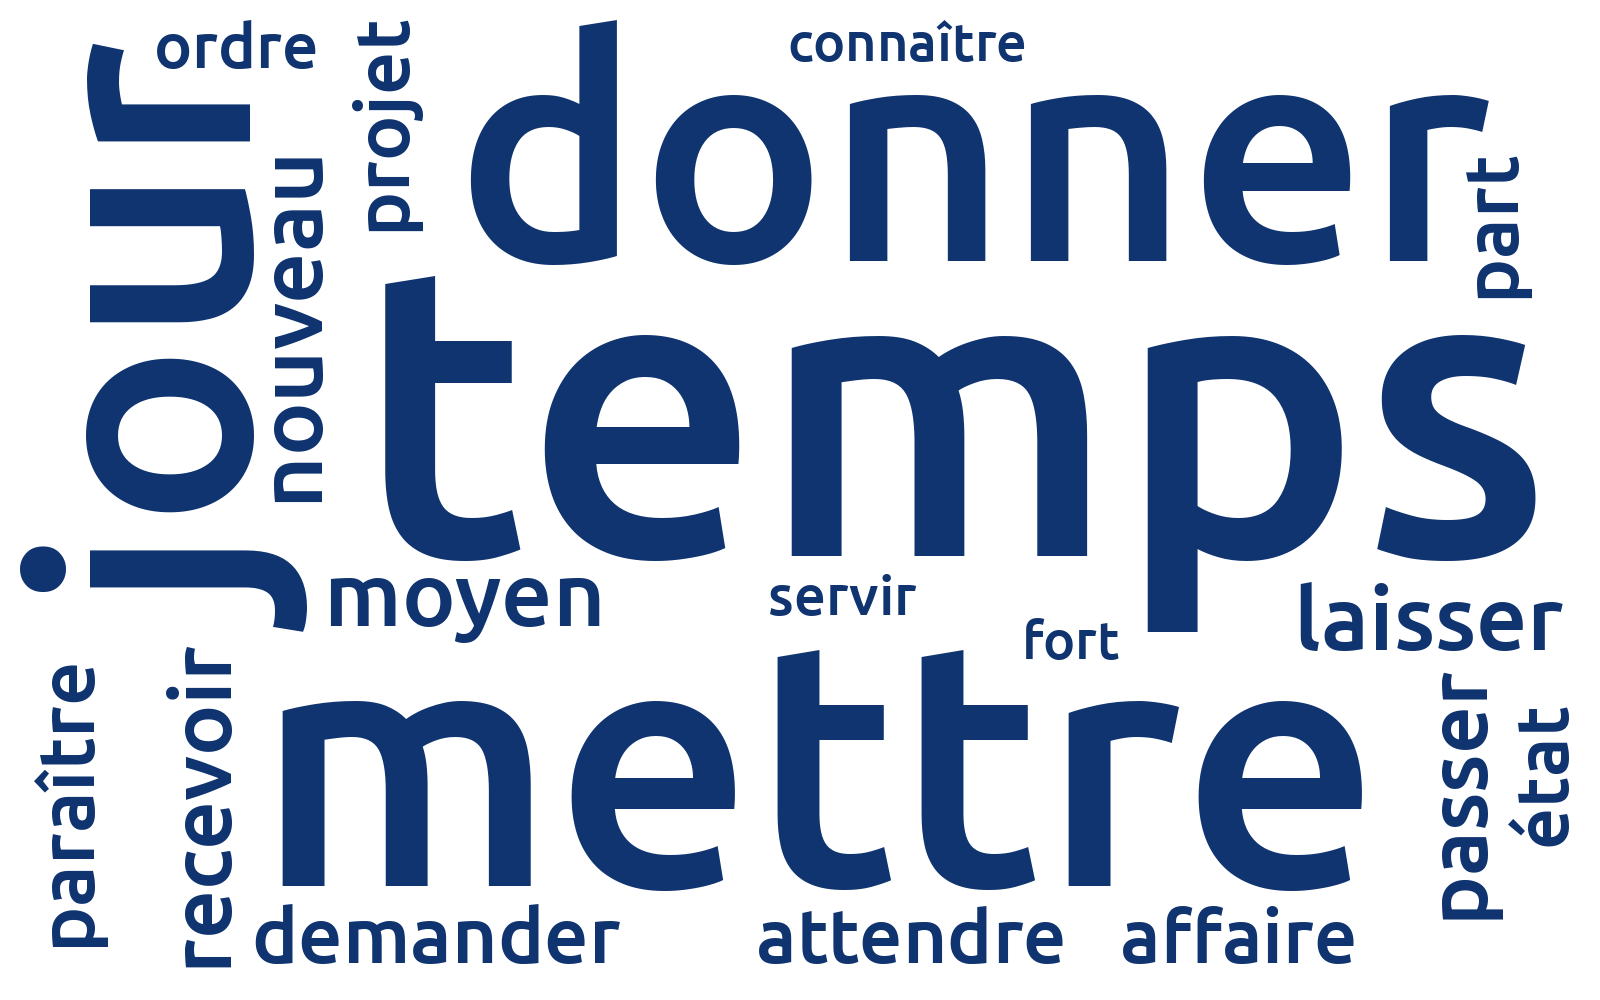 ordre
projet
connaître
donner
jour
nouveau
part
temps
moyen
servir
laisser
fort
paraître
recevoir
mettre
passer
état
demander
attendre
affaire